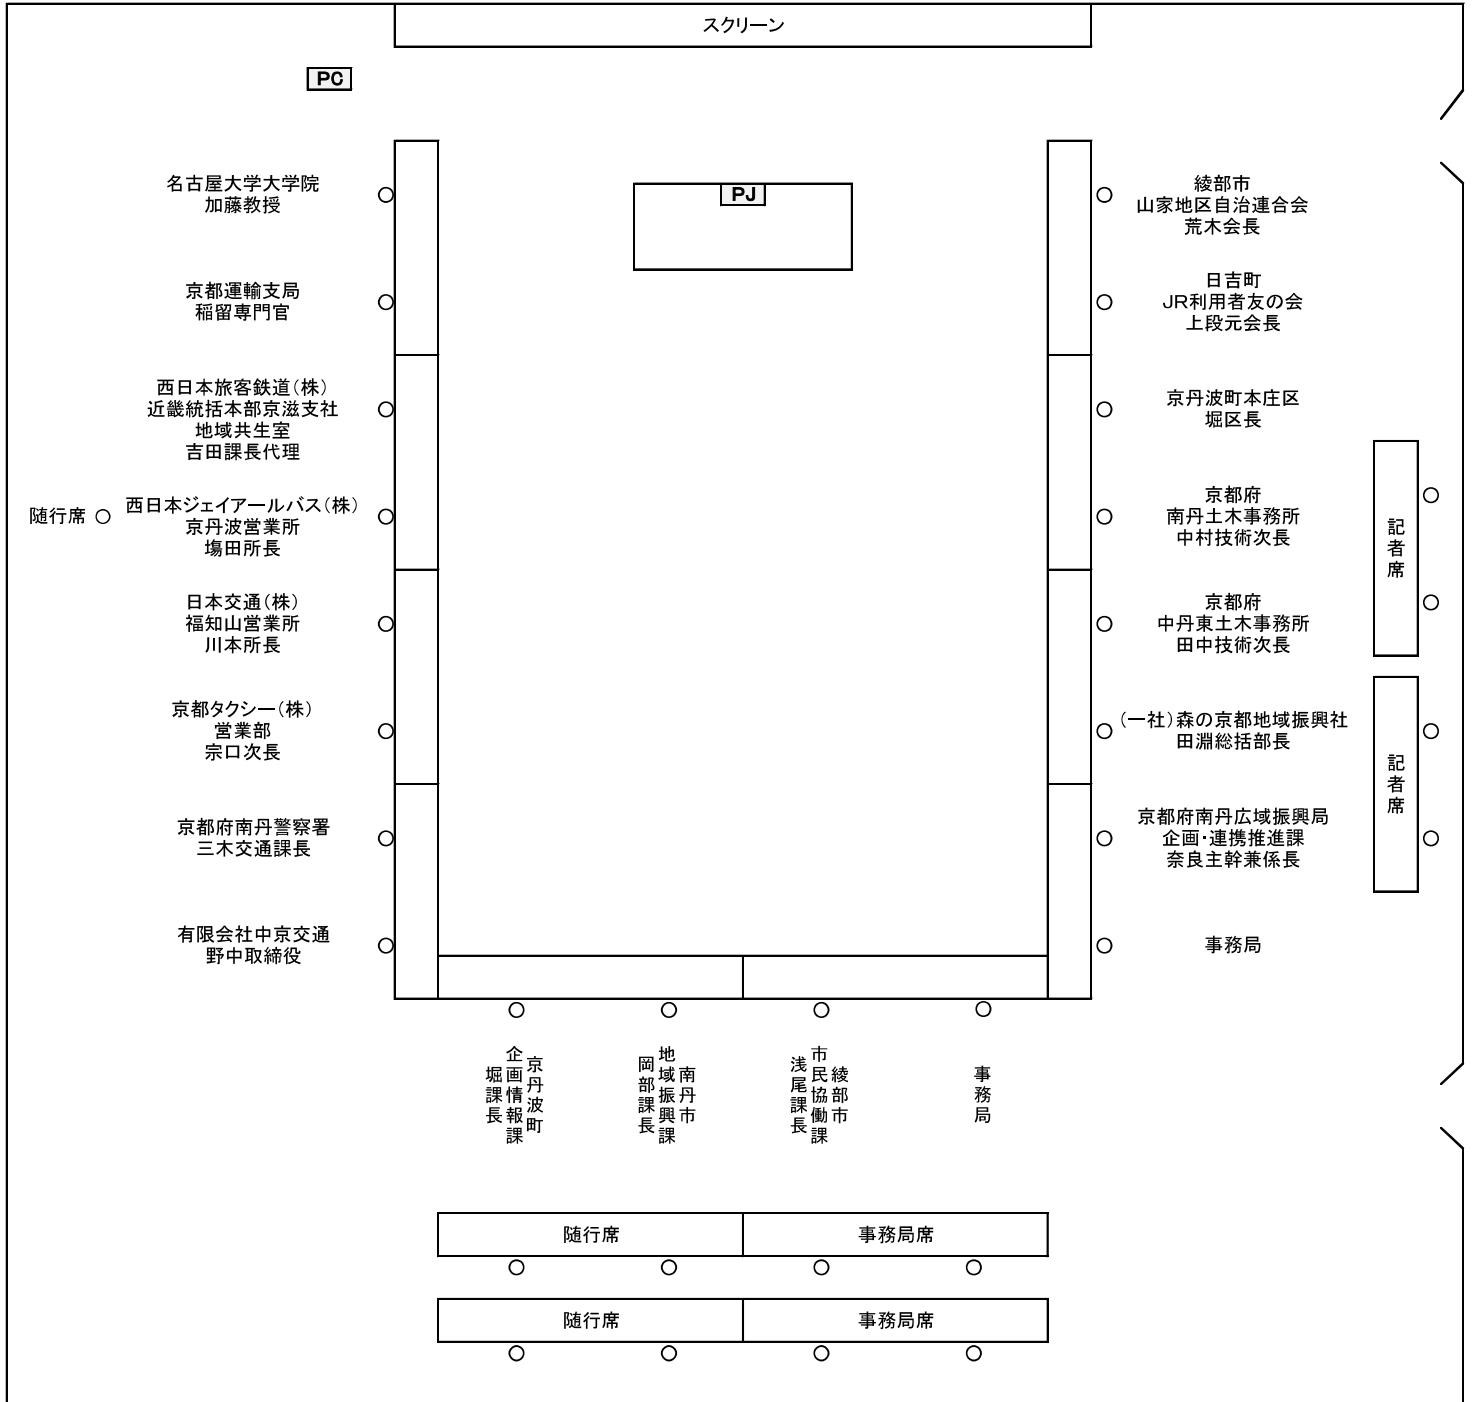 スクリーン
PC
PJ
名古屋大学大学院
加藤教授
京都運輸支局
稲留専門官
西日本旅客鉄道(株)
近畿統括本部京滋支社
地域共生室
吉田課長代理
随行席
西日本ジェイアールバス(株)
京丹波営業所
塲田所長
日本交通(株)
福知山営業所
川本所長
京都タクシー(株)
営業部
宗口次長
京都府南丹警察署
三木交通課長
有限会社中京交通
野中取締役
綾部市
山家地区自治連合会
荒木会長
日吉町
JR利用者友の会
上段元会長
京丹波町本庄区
堀区長
京都府
南丹土木事務所
中村技術次長
京都府
中丹東土木事務所
田中技術次長
(一社)森の京都地域振興社
田淵総括部長
京都府南丹広域振興局
企画・連携推進課
奈良主幹兼係長
事務局
記者席
記者席
京丹波町
企画情報課
堀課長
南丹市
地域振興課
岡部課長
綾部市
市民協働課
浅尾課長
事務局
随行席
事務局席
随行席
事務局席